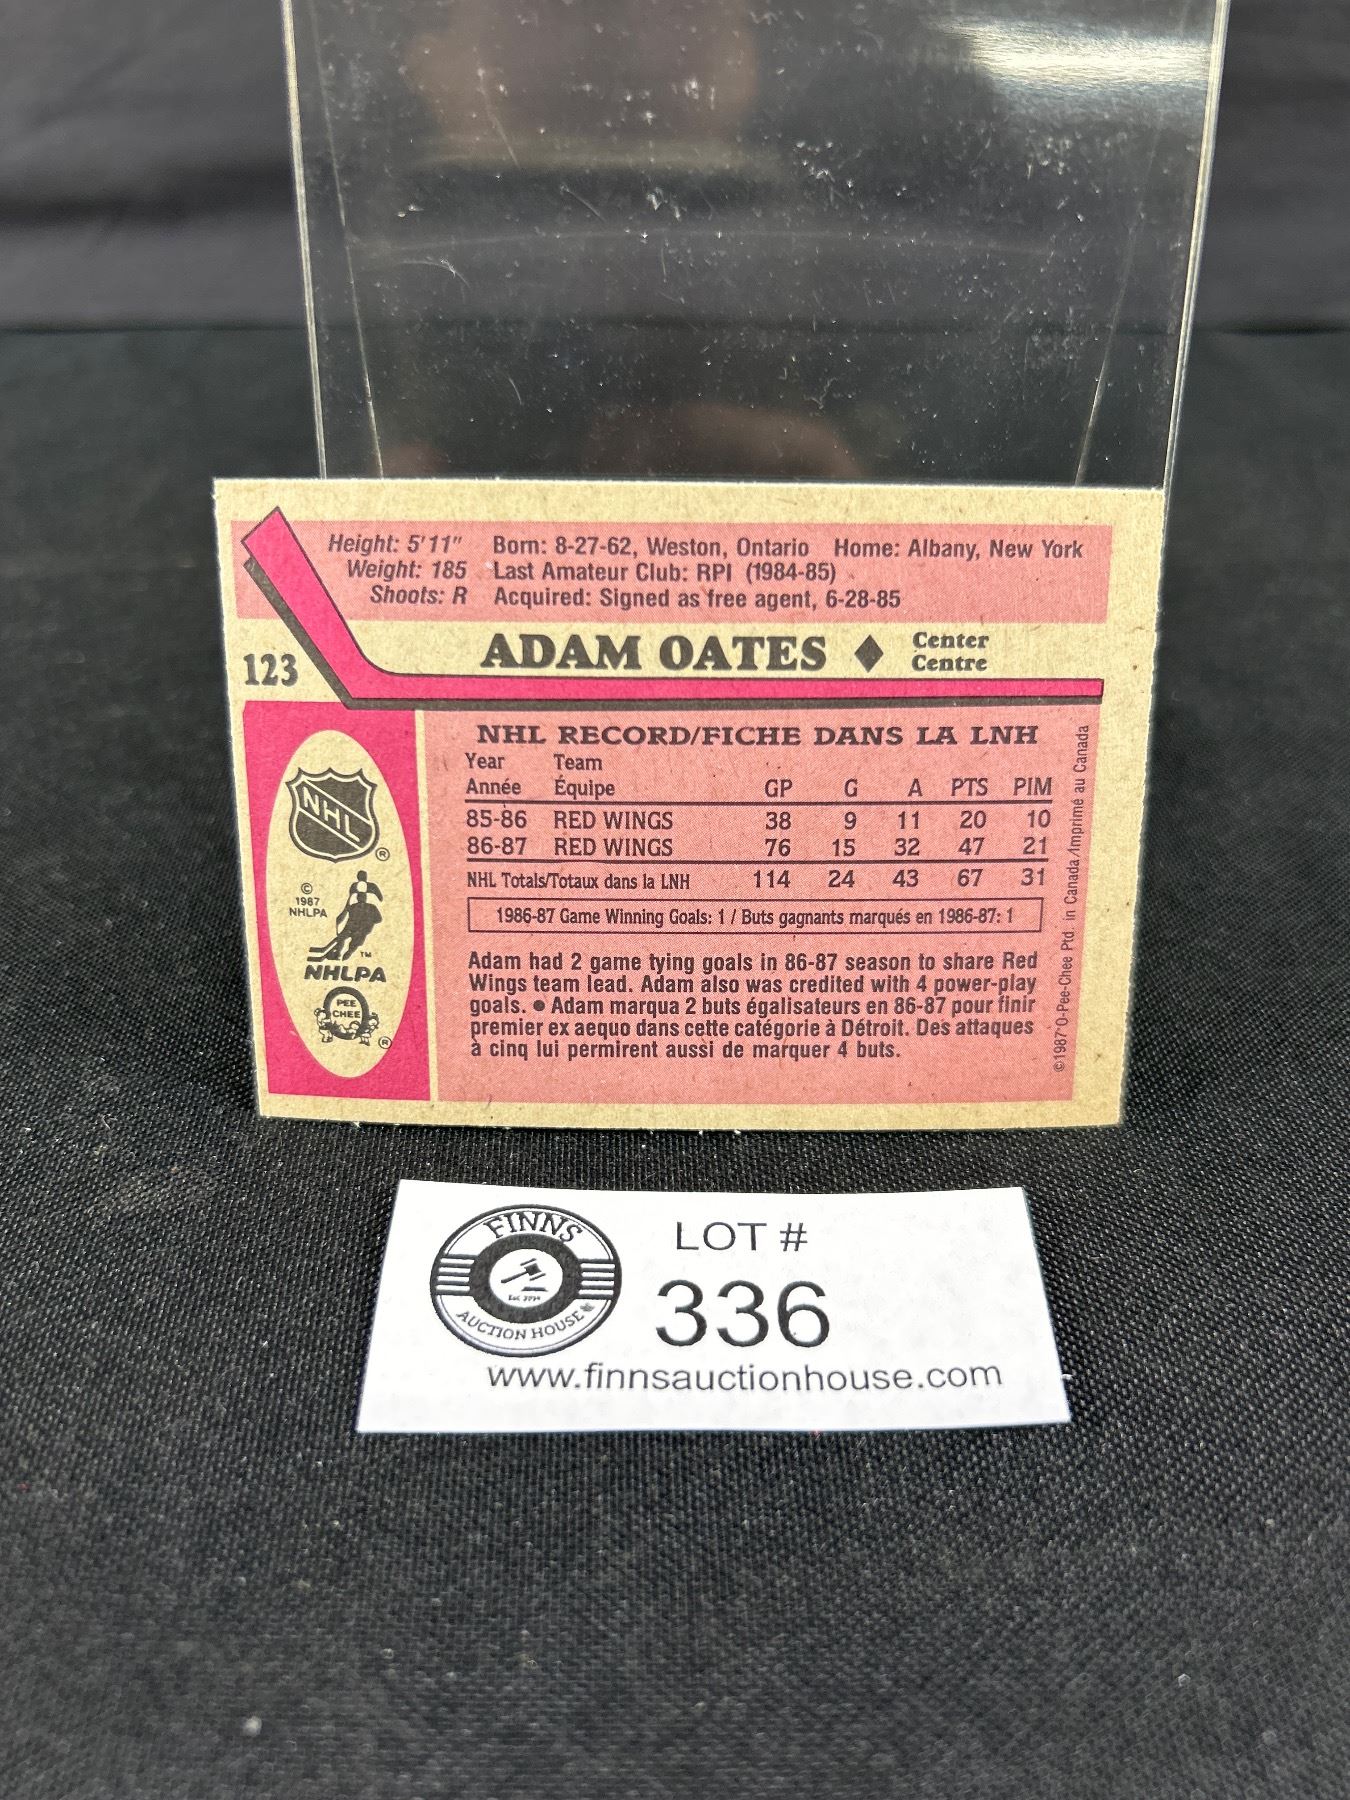 Height: 5'11" Born: 8-27-62, Weston, Ontario Home: Albany, New York
Weight: 185 Last Amateur Club: RPI (1984-85)
Shoots: R Acquired: Signed as free agent, 6-28-85
123
ADAM OATES ♦ Center
Centre
NHL RECORD/FICHE DANS LA LNH
Year Team
Année Équipe GP G A PTS PIM
85-86 RED WINGS 38 9 11 20 10
86-87 RED WINGS 76 15 32 47 21
NHL Totals/Totaux dans la LNH 114 24 43 67 31
1986-87 Game Winning Goals: 1 / Buts gagnants marqués en 1986-87: 1
Adam had 2 game tying goals in 86-87 season to share Red
Wings team lead. Adam also was credited with 4 power-play
goals. ● Adam marqua 2 buts égalisateurs en 86-87 pour finir
premier ex aequo dans cette catégorie à Détroit. Des attaques
à cinq lui permirent aussi de marquer 4 buts.
©1987 O-Pee-Chee Ptd. in Canada/Imprimé au Canada
NHL
®
©
1987
NHLPA
TM
NHLPA
O
PEE
CHEE
®
FINNS
AUCTION HOUSE
LOT #
336
www.finnsauctionhouse.com